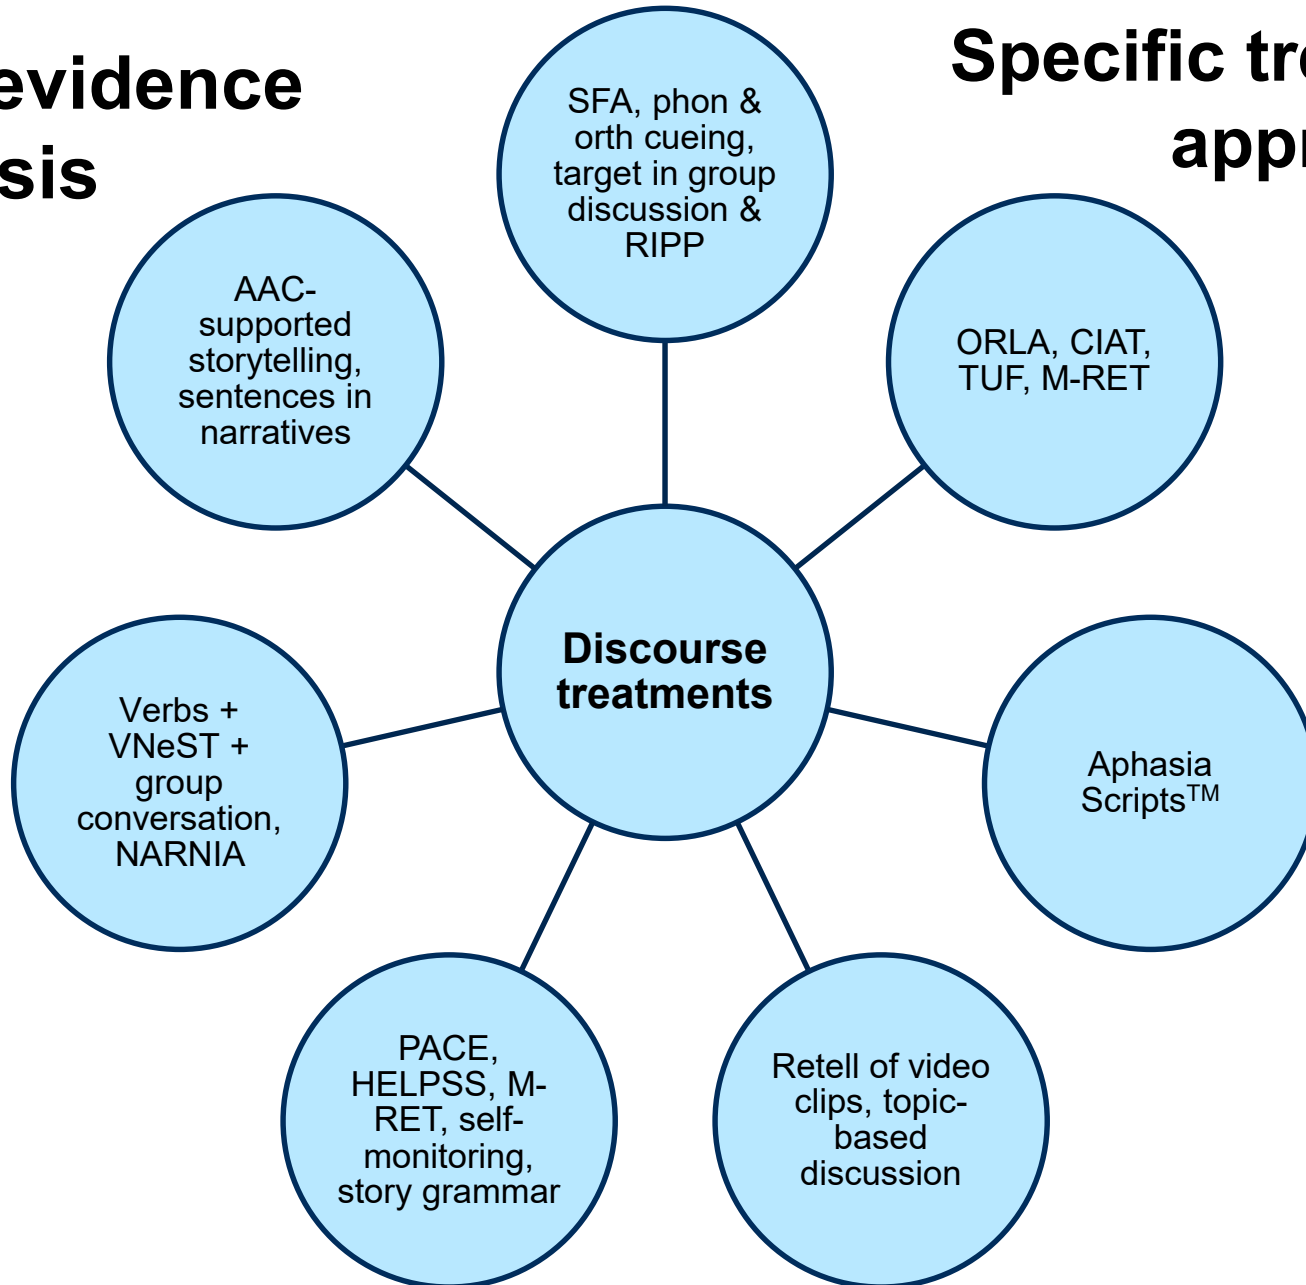 evidence
sis
Specific tre
appr
SFA, phon &
orth cueing,
target in group
discussion &
RIPP
AAC-
supported
storytelling,
sentences in
narratives
ORLA, CIAT,
TUF, M-RET
Discourse
treatments
Verbs +
VNeST +
group
conversation,
NARNIA
Aphasia
Scripts™
PACE,
HELPSS, M-
RET, self-
monitoring,
story grammar
Retell of video
clips, topic-
based
discussion